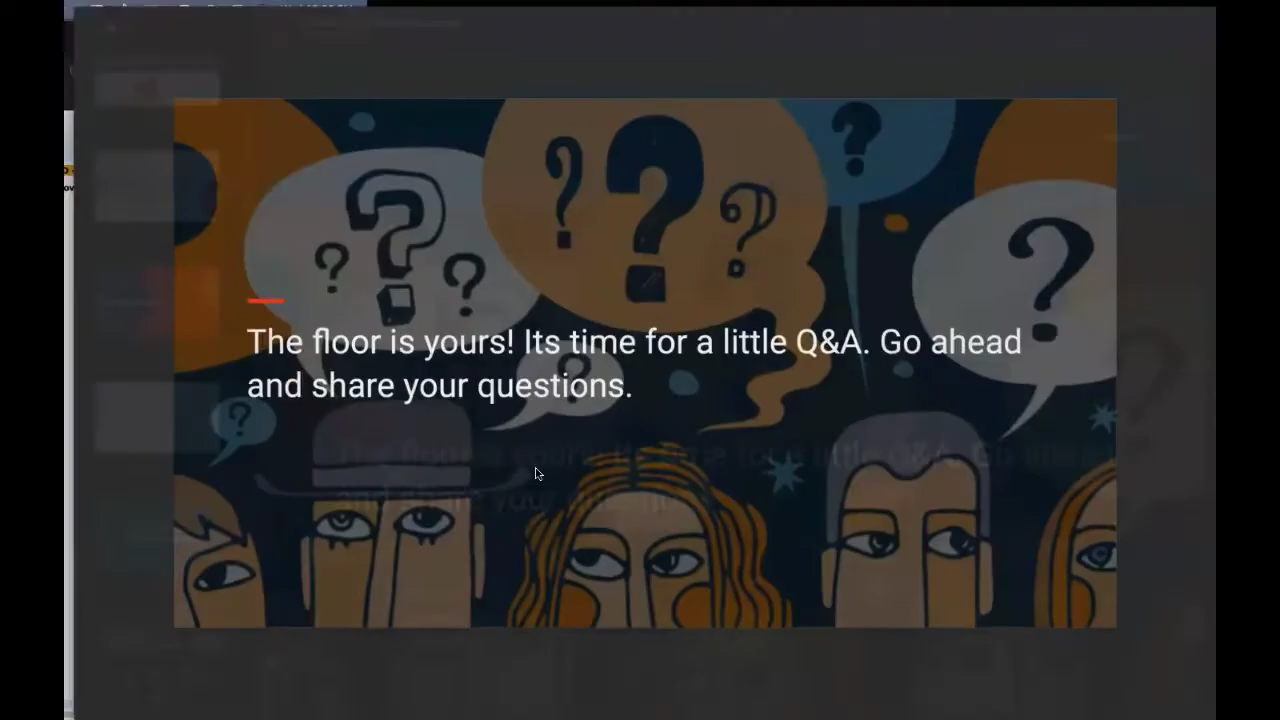 The floor is yours! Its time for a little Q&A. Go ahead
and share your questions.